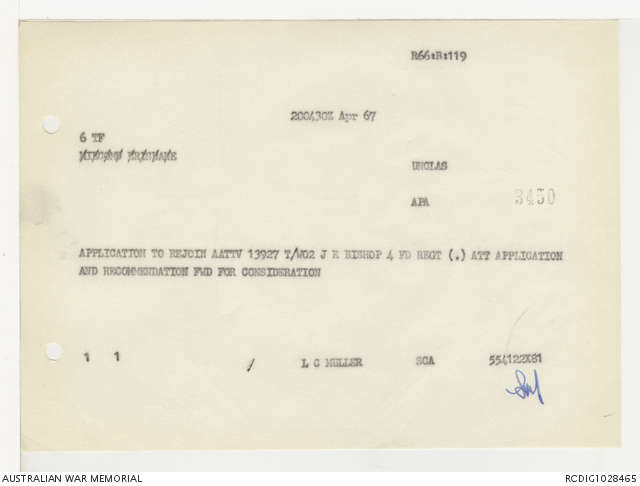 R66:R:119
200430Z Apr 67
6 TF
UNCLAS
APA 3450
APPLICATION TO REJOIN AATTV 13927 T/WO2 J E BISHOP 4 FD REGT (.) ATT APPLICATION
AND RECOMMENDATION FWD FOR CONSIDERATION
1 1 / L C MULLER SCA 554122X81
AUSTRALIAN WAR MEMORIAL
RCDIG1028465